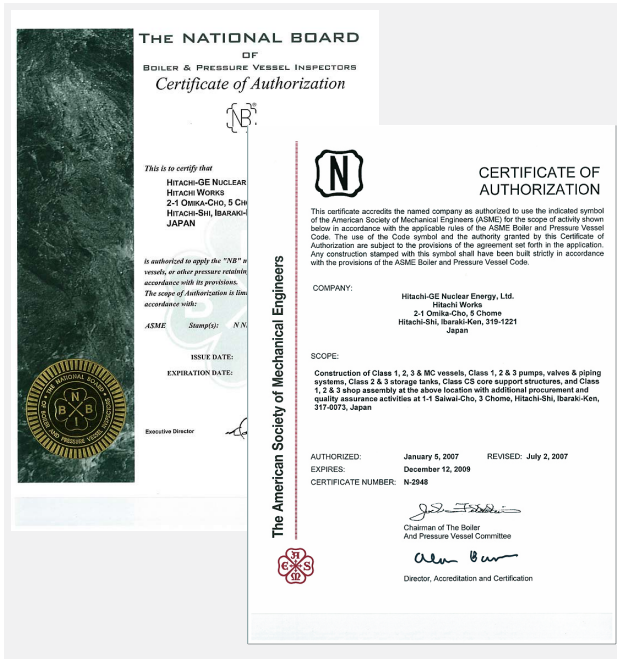 THE NATIONAL BOARD
OF
BOILER & PRESSURE VESSEL INSPECTORS
Certificate of Authorization
NB®
This is to certify that
HITACHI-GE NUCLEAR
HITACHI WORKS
2-1 OMIKA-CHO, 5 CH
HITACHI-SHI, IBARAKI-
JAPAN
is authorized to apply the "NB"
vessels, or other pressure retaining
accordance with its provisions.
The scope of Authorization is
accordance with:
ASME Stamp(s): N
ISSUE DATE:
EXPIRATION DATE:
Executive Director
THE NATIONAL BOARD
OF BOILER AND PRESSURE VESSEL
N
B B
I
N
CERTIFICATE OF
AUTHORIZATION
This certificate accredits the named company as authorized to use the indicated symbol
of the American Society of Mechanical Engineers (ASME) for the scope of activity shown
below in accordance with the applicable rules of the ASME Boiler and Pressure Vessel
Code. The use of the Code symbol and the authority granted by this Certificate of
Authorization are subject to the provisions of the agreement set forth in the application.
Any construction stamped with this symbol shall have been built strictly in accordance
with the provisions of the ASME Boiler and Pressure Vessel Code.
COMPANY:
Hitachi-GE Nuclear Energy, Ltd.
Hitachi Works
2-1 Omika-Cho, 5 Chome
Hitachi-Shi, Ibaraki-Ken, 319-1221
Japan
SCOPE:
Construction of Class 1, 2, 3 & MC vessels, Class 1, 2 & 3 pumps, valves & piping
systems, Class 2 & 3 storage tanks, Class CS core support structures, and Class
1, 2 & 3 shop assembly at the above location with additional procurement and
quality assurance activities at 1-1 Saiwai-Cho, 3 Chome, Hitachi-Shi, Ibaraki-Ken,
317-0073, Japan
AUTHORIZED: January 5, 2007 REVISED: July 2, 2007
EXPIRES: December 12, 2009
CERTIFICATE NUMBER: N-2948
Chairman of The Boiler
And Pressure Vessel Committee
Director, Accreditation and Certification
The American Society of Mechanical Engineers
A
E S
M